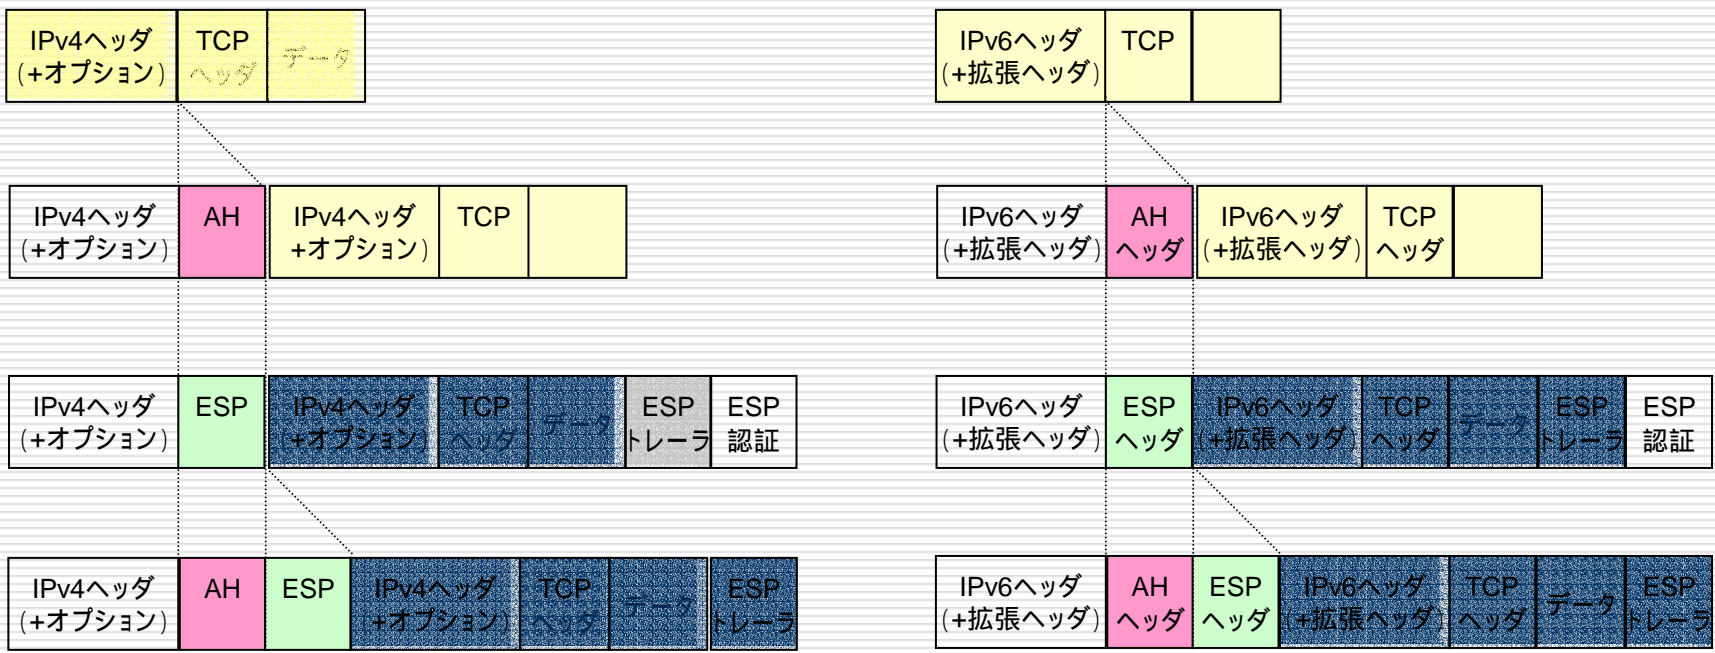 IPv4ヘッダ
(+オプション)
TCP
ヘッダ
データ
IPv6ヘッダ
(+拡張ヘッダ)
TCP
IPv4ヘッダ
(+オプション)
AH
IPv4ヘッダ
+オプション)
TCP
IPv6ヘッダ
(+拡張ヘッダ)
AH
ヘッダ
IPv6ヘッダ
(+拡張ヘッダ)
TCP
ヘッダ
IPv4ヘッダ
(+オプション)
ESP
IPv4ヘッダ
(+オプション)
TCP
ヘッダ
データ
ESP
トレーラ
ESP
認証
IPv6ヘッダ
(+拡張ヘッダ)
ESP
ヘッダ
IPv6ヘッダ
(+拡張ヘッダ)
TCP
ヘッダ
データ
ESP
トレーラ
ESP
認証
IPv4ヘッダ
(+オプション)
AH
ESP
IPv4ヘッダ
+オプション)
TCP
ヘッダ
データ
ESP
トレーラ
IPv6ヘッダ
(+拡張ヘッダ)
AH
ヘッダ
ESP
ヘッダ
IPv6ヘッダ
(+拡張ヘッダ)
TCP
ヘッダ
データ
ESP
トレーラ